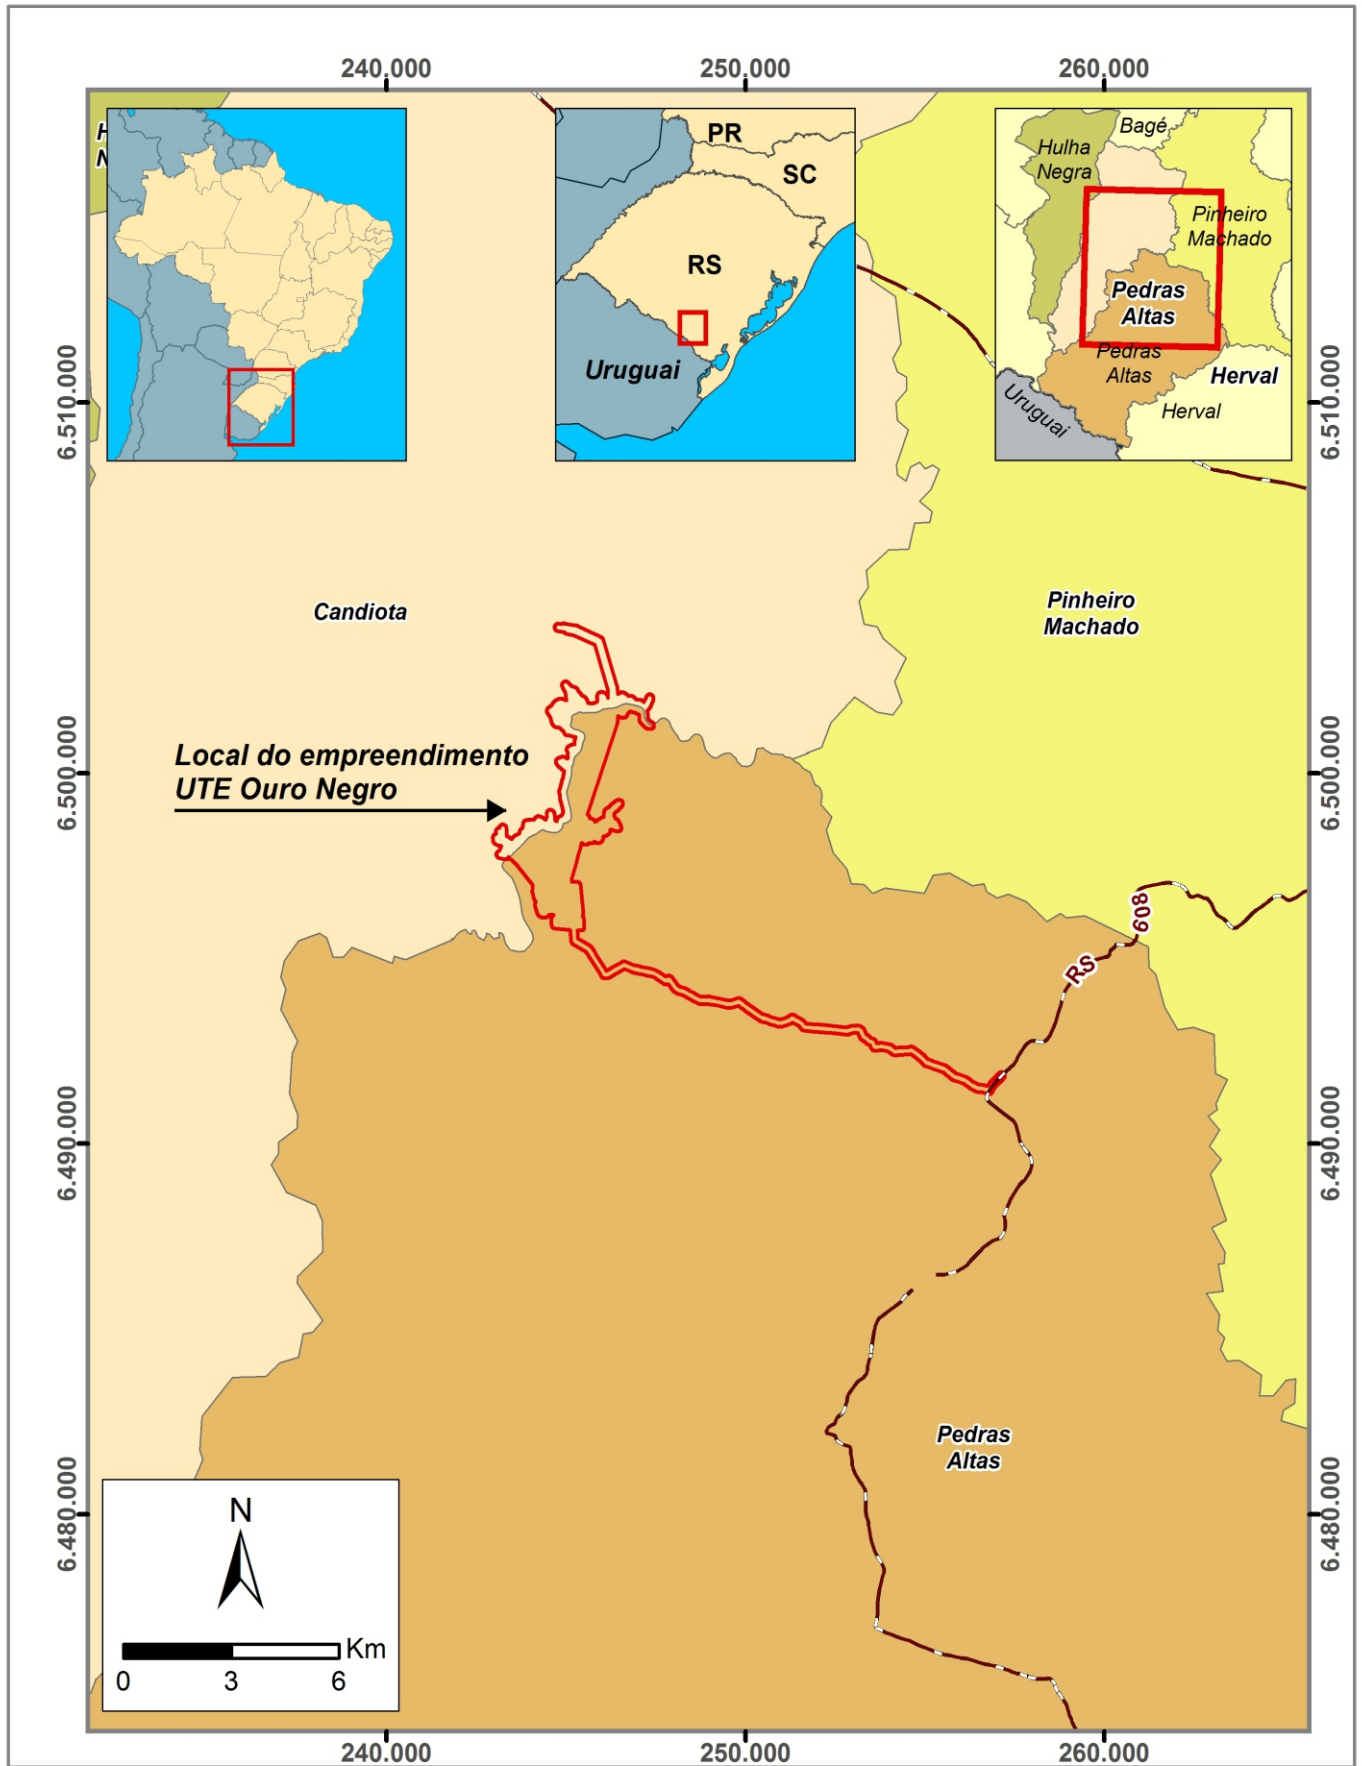 240.000
250.000
260.000
H
N
PR
SC
RS
Uruguai
Bagé
Hulha
Negra
Pinheiro
Machado
Pedras
Altas
Pedras
Altas
Herval
Herval
Uruguai
6.510.000
6.510.000
Candiota
Pinheiro
Machado
Local do empreendimento
UTE Ouro Negro
6.500.000
6.500.000
608
RS
6.490.000
6.490.000
Pedras
Altas
6.480.000
6.480.000
N
Km
0
3
6
240.000
250.000
260.000